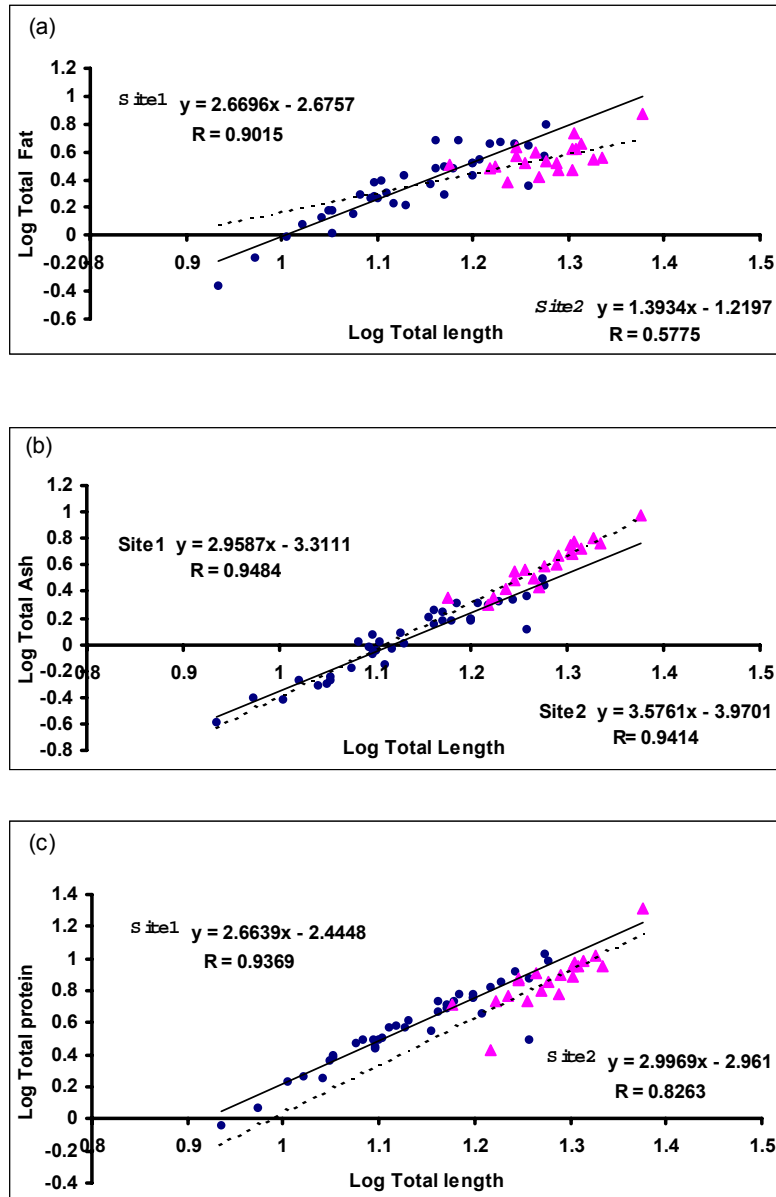 (a)
1.2
1
0.8
0.6
0.4
0.2
0
-0.2
-0.4
-0.6
Log Total Fat
Site1 y = 2.6696x - 2.6757
R = 0.9015
0.8 0.9 1 1.1 1.2 1.3 1.4 1.5
Log Total length
Site2 y = 1.3934x - 1.2197
R = 0.5775
(b)
1.2
1
0.8
0.6
0.4
0.2
0
-0.2
-0.4
-0.6
-0.8
Log Total Ash
Site1 y = 2.9587x - 3.3111
R = 0.9484
0.8 0.9 1 1.1 1.2 1.3 1.4 1.5
Log Total Length
Site2 y = 3.5761x - 3.9701
R= 0.9414
(c)
1.4
1.2
1
0.8
0.6
0.4
0.2
0
-0.2
-0.4
Log Total protein
Site1 y = 2.6639x - 2.4448
R = 0.9369
Site2 y = 2.9969x - 2.961
R = 0.8263
0.8 0.9 1 1.1 1.2 1.3 1.4 1.5
Log Total length